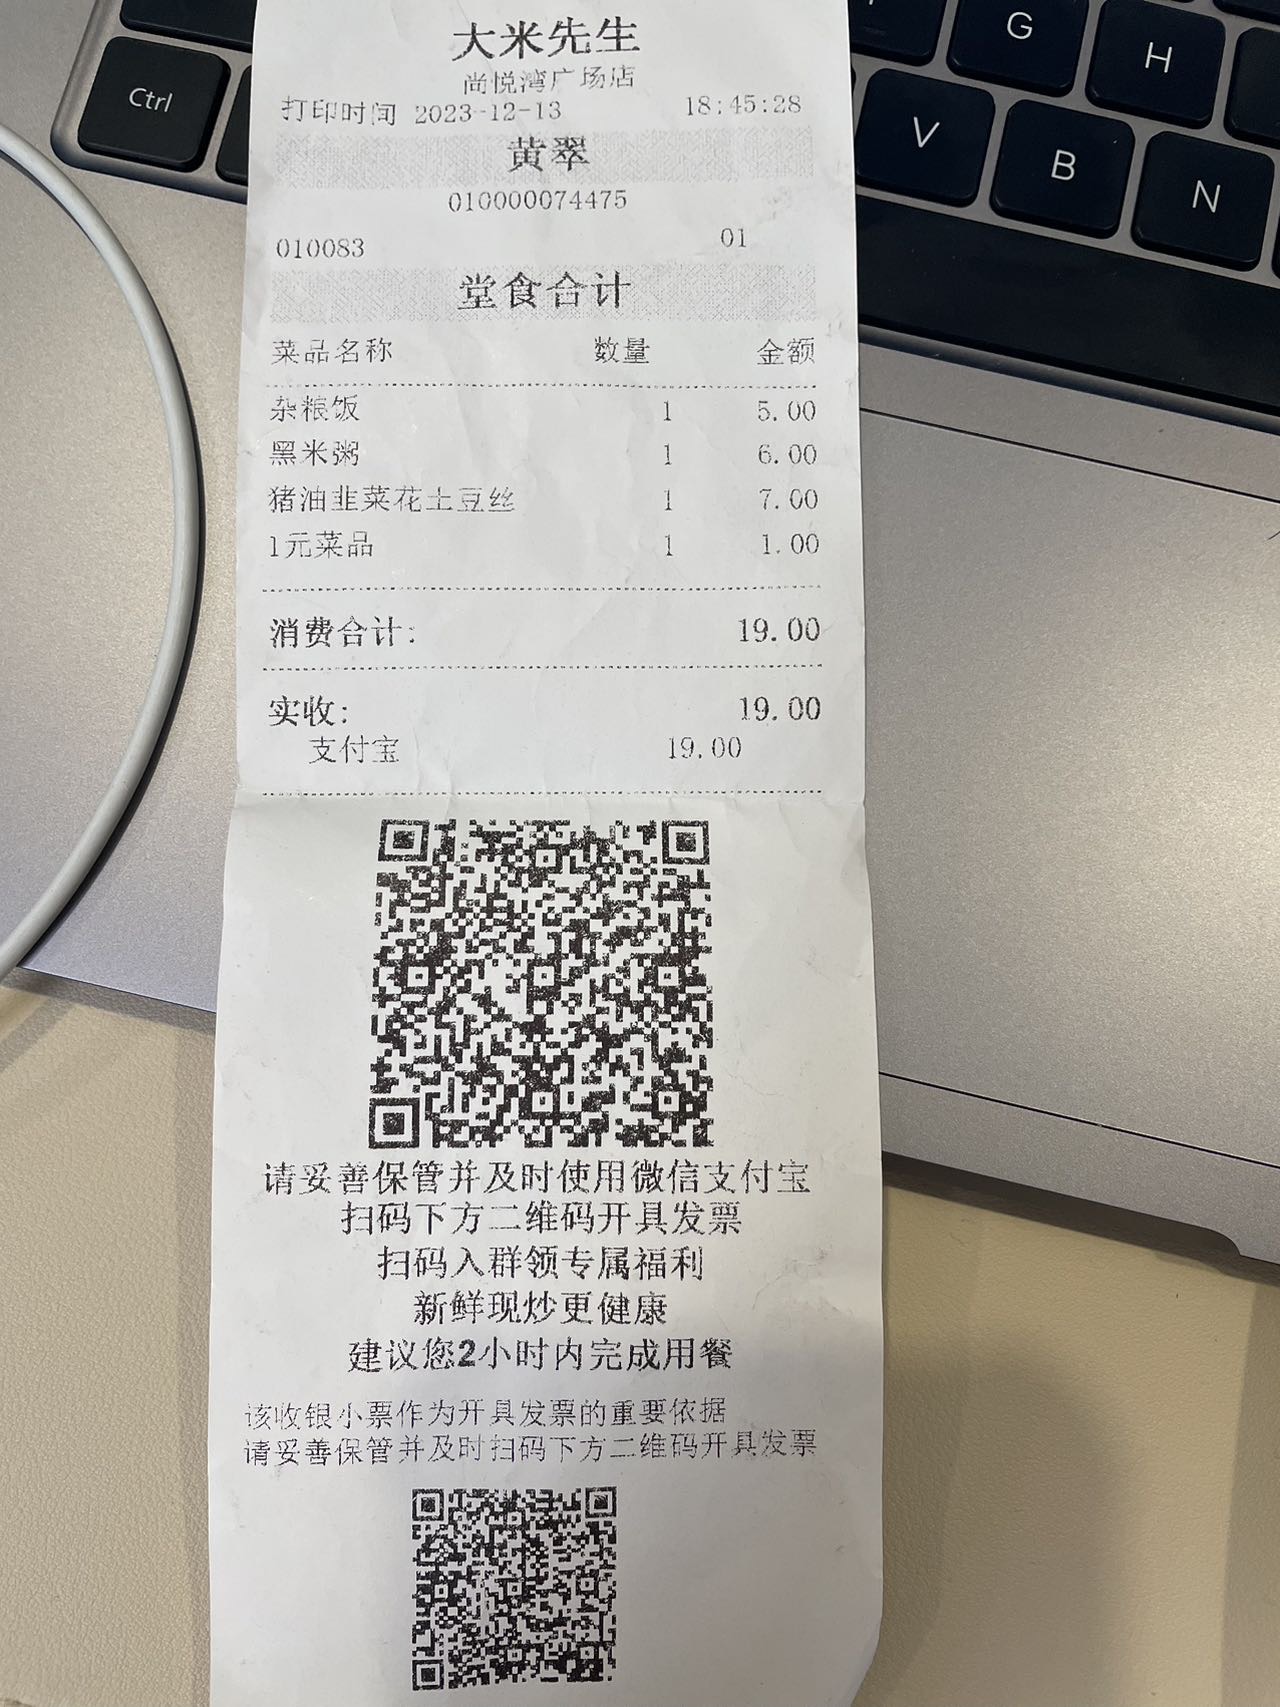 Ctrl
G
H
V
B
N
大米先生
尚悦湾广场店
打印时间 2023-12-13 18:45:28
黄翠
010000074475
010083 01
堂食合计
菜品名称 数量 金额
杂粮饭 1 5.00
黑米粥 1 6.00
猪油韭菜花土豆丝 1 7.00
1元菜品 1 1.00
消费合计: 19.00
实收: 19.00
支付宝 19.00
请妥善保管并及时使用微信支付宝
扫码下方二维码开具发票
扫码入群领专属福利
新鲜现炒更健康
建议您2小时内完成用餐
该收银小票作为开具发票的重要依据
请妥善保管并及时扫码下方二维码开具发票